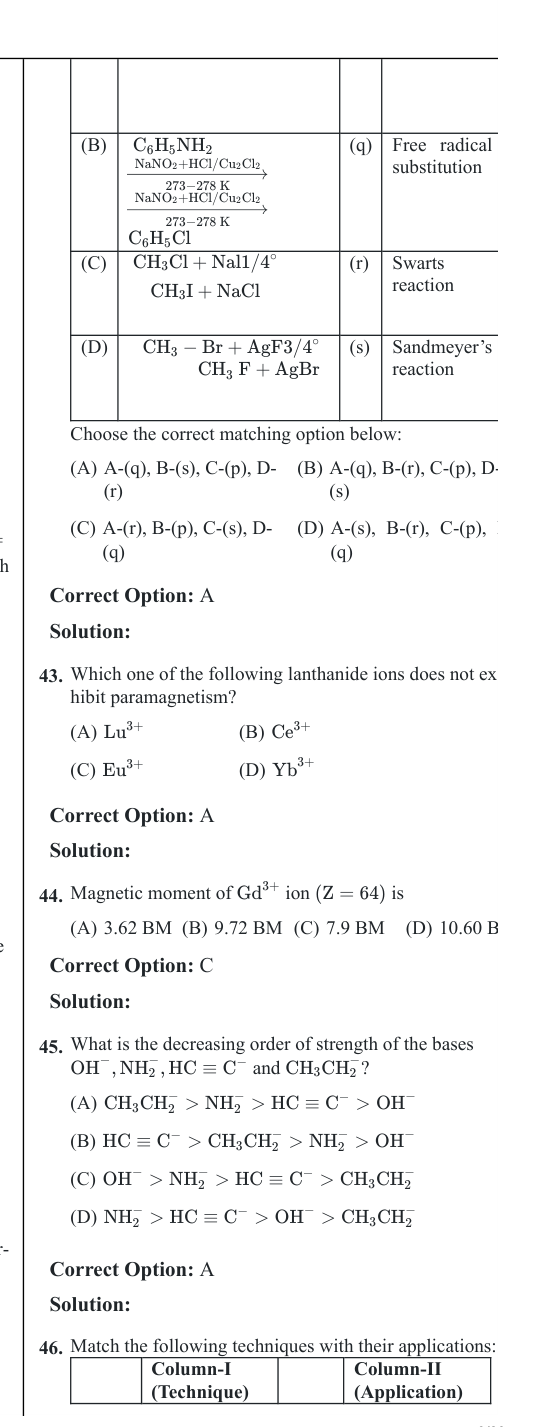 (B) C₆H₅NH₂ (q) Free radical
NaNO₂+HCl/Cu₂Cl₂ substitution
273−278 K
NaNO₂+HCl/Cu₂Cl₂
273−278 K
C₆H₅Cl
(C) CH₃Cl + Nal1/4° (r) Swarts
CH₃I + NaCl reaction
(D) CH₃ − Br + AgF3/4° (s) Sandmeyer's
CH₃ F + AgBr reaction
Choose the correct matching option below:
(A) A-(q), B-(s), C-(p), D- (B) A-(q), B-(r), C-(p), D-
(r) (s)
(C) A-(r), B-(p), C-(s), D- (D) A-(s), B-(r), C-(p),
(q) (q)
Correct Option: A
Solution:
43. Which one of the following lanthanide ions does not ex
hibit paramagnetism?
(A) Lu³⁺ (B) Ce³⁺
(C) Eu³⁺ (D) Yb³⁺
Correct Option: A
Solution:
44. Magnetic moment of Gd³⁺ ion (Z = 64) is
(A) 3.62 BM (B) 9.72 BM (C) 7.9 BM (D) 10.60 B
Correct Option: C
Solution:
45. What is the decreasing order of strength of the bases
OH⁻, NH₂⁻, HC ≡ C⁻ and CH₃CH₂⁻?
(A) CH₃CH₂⁻ > NH₂⁻ > HC ≡ C⁻ > OH⁻
(B) HC ≡ C⁻ > CH₃CH₂⁻ > NH₂⁻ > OH⁻
(C) OH⁻ > NH₂⁻ > HC ≡ C⁻ > CH₃CH₂⁻
(D) NH₂⁻ > HC ≡ C⁻ > OH⁻ > CH₃CH₂⁻
Correct Option: A
Solution:
46. Match the following techniques with their applications:
Column-I Column-II
(Technique) (Application)